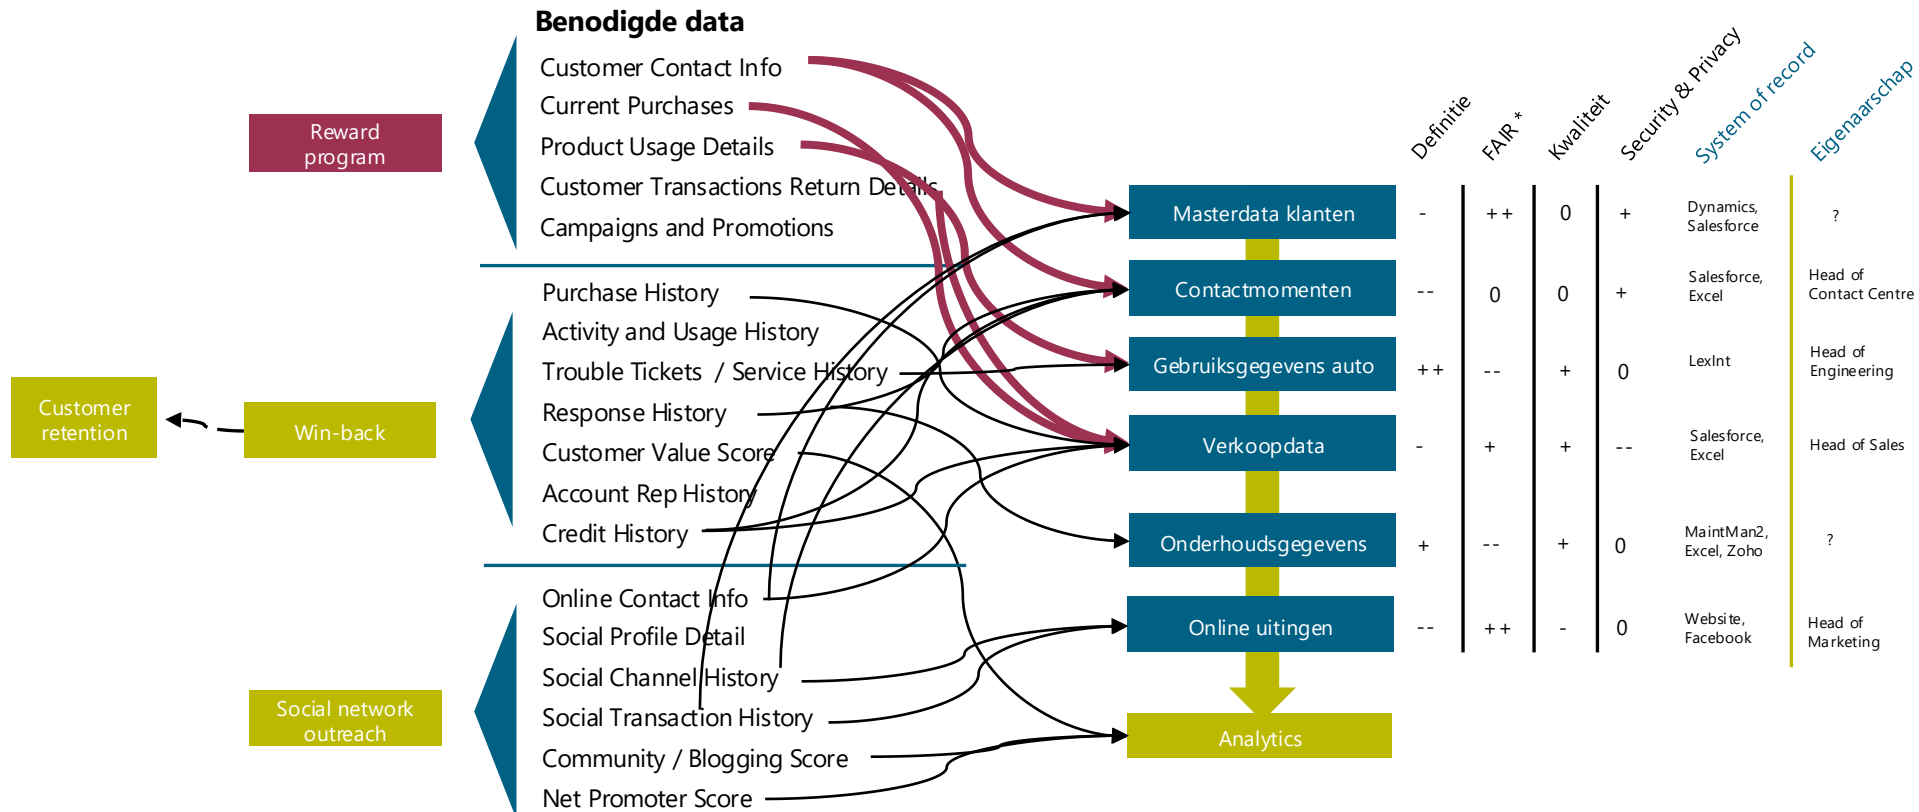 Benodigde data
Customer Contact Info
Current Purchases
Product Usage Details
Customer Transactions Return Details
Campaigns and Promotions
Reward
program
Purchase History
Activity and Usage History
Trouble Tickets / Service History
Response History
Customer Value Score
Account Rep History
Credit History
Customer
retention
Win-back
Online Contact Info
Social Profile Detail
Social Channel History
Social Transaction History
Community / Blogging Score
Net Promoter Score
Social network
outreach
Definitie
FAIR *
Kwaliteit
Security & Privacy
System of record
Eigenaarschap
Masterdata klanten
-
++
0
+
Dynamics,
Salesforce
?
Contactmomenten
--
0
0
+
Salesforce,
Excel
Head of
Contact Centre
Gebruiksgegevens auto
++
--
+
0
LexInt
Head of
Engineering
Verkoopdata
-
+
+
--
Salesforce,
Excel
Head of Sales
Onderhoudsgegevens
+
--
+
0
MaintMan2,
Excel, Zoho
?
Online uitingen
--
++
-
0
Website,
Facebook
Head of
Marketing
Analytics